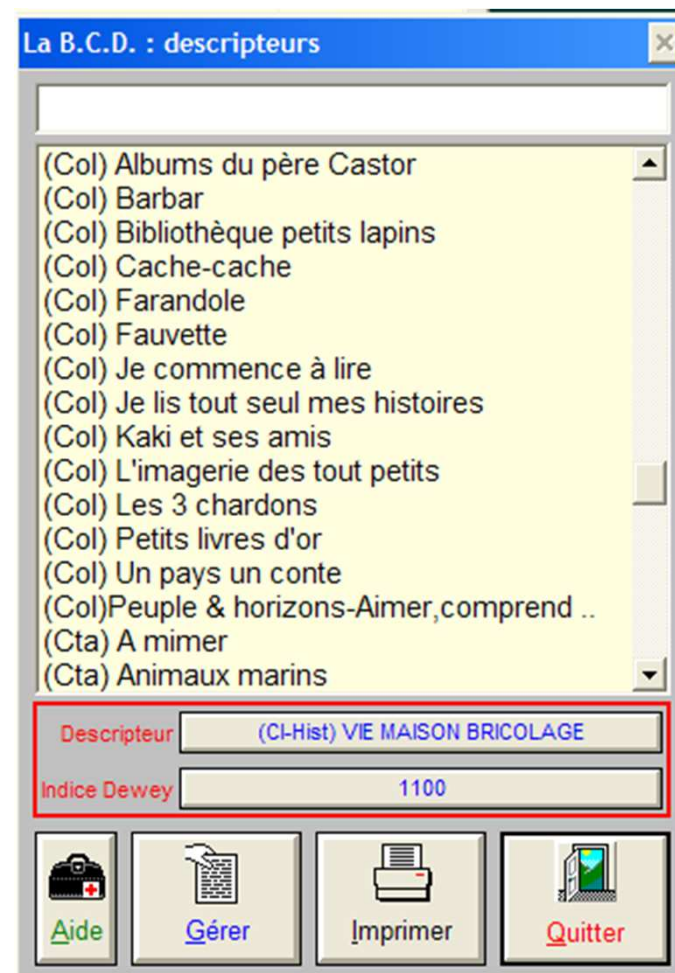 La B.C.D. : descripteurs
(Col) Albums du père Castor
(Col) Barbar
(Col) Bibliothèque petits lapins
(Col) Cache-cache
(Col) Farandole
(Col) Fauvette
(Col) Je commence à lire
(Col) Je lis tout seul mes histoires
(Col) Kaki et ses amis
(Col) L'imagerie des tout petits
(Col) Les 3 chardons
(Col) Petits livres d'or
(Col) Un pays un conte
(Col)Peuple & horizons-Aimer,comprend ..
(Cta) A mimer
(Cta) Animaux marins
Descripteur (Cl-Hist) VIE MAISON BRICOLAGE
Indice Dewey 1100
Aide Gérer Imprimer Quitter